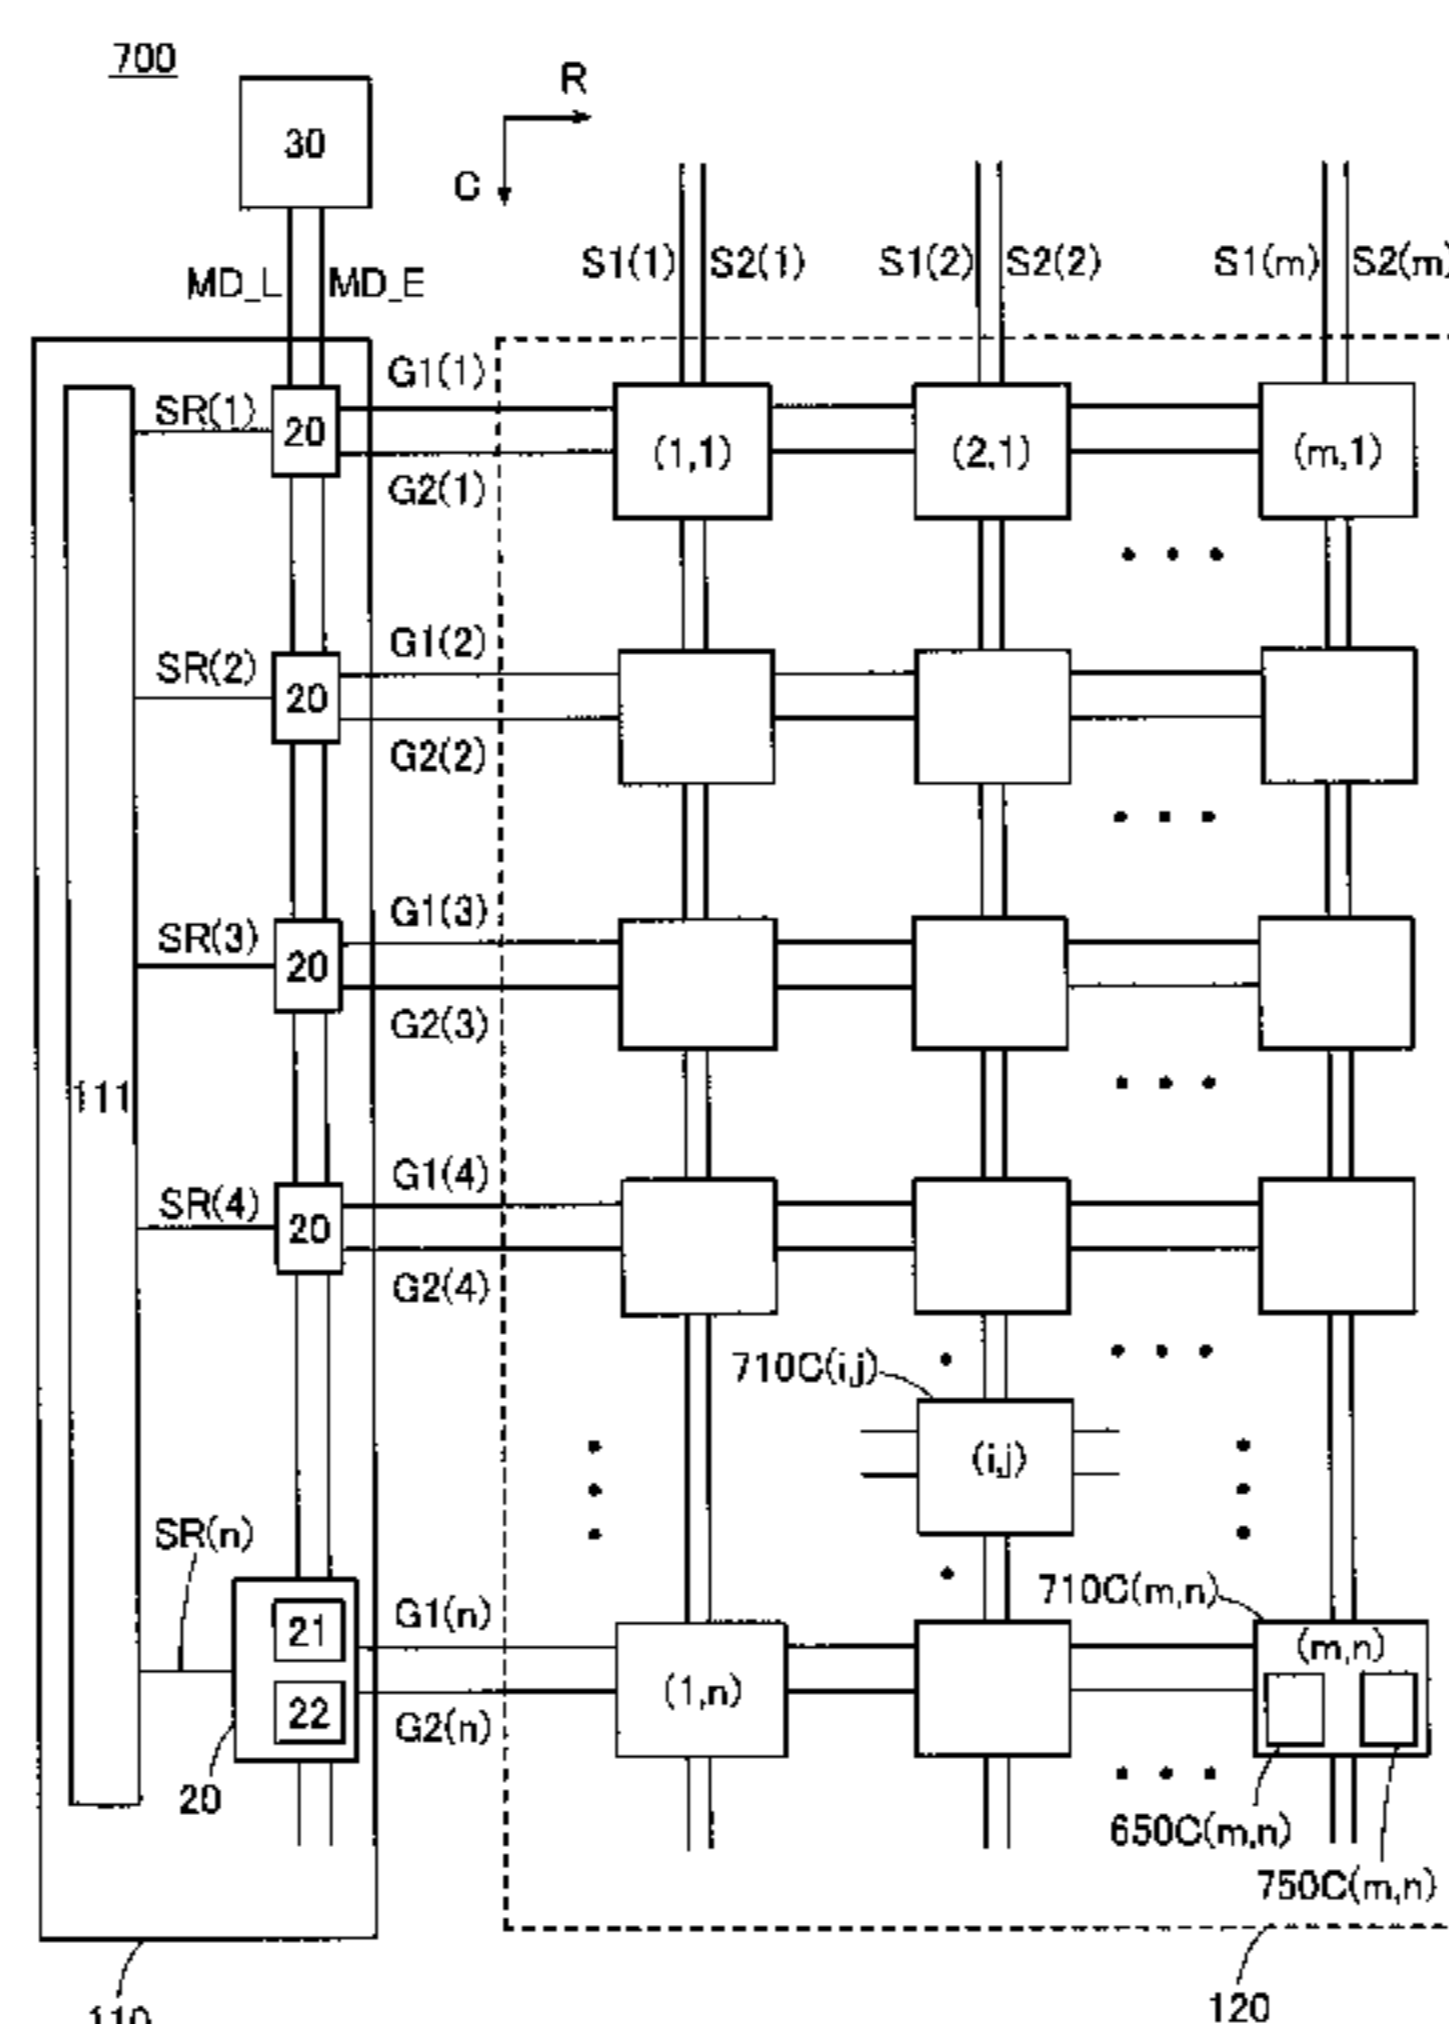 700
30
R
C
MD_L
MD_E
S1(1)
S2(1)
S1(2)
S2(2)
S1(m)
S2(m)
SR(1)
20
G1(1)
G2(1)
(1,1)
(2,1)
(m,1)
SR(2)
20
G1(2)
G2(2)
SR(3)
20
G1(3)
G2(3)
111
SR(4)
20
G1(4)
G2(4)
710C(i,j)
(i,j)
SR(n)
21
22
20
G1(n)
G2(n)
(1,n)
710C(m,n)
(m,n)
650C(m,n)
750C(m,n)
110
120